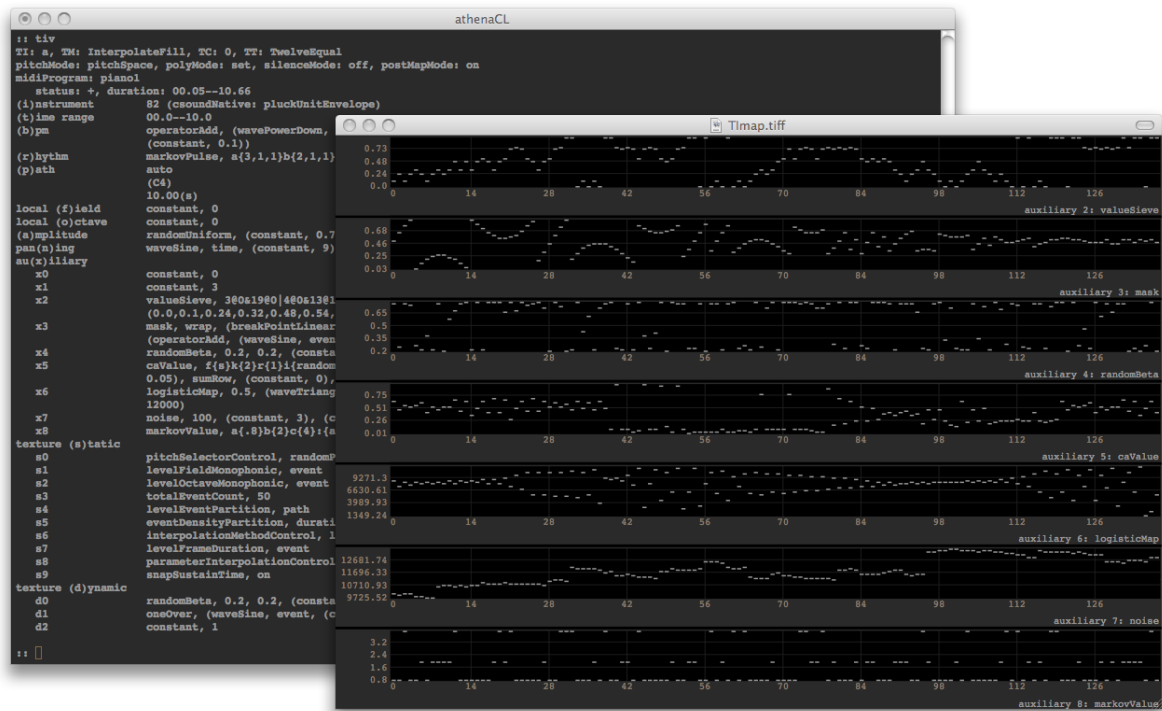 athenaCL
:: tiv
TI: a, TM: InterpolateFill, TC: 0, TT: TwelveEqual
pitchMode: pitchSpace, polyMode: set, silenceMode: off, postMapMode: on
midiProgram: piano1
status: +, duration: 00.05--10.66
(i)nstrument 82 (csoundNative: pluckUnitEnvelope)
(t)ime range 00.0--10.0
(b)pm operatorAdd, (wavePowerDown,
(constant, 0.1))
(r)hythm markovPulse, a{3,1,1}b{2,1,1}
(p)ath auto
(C4)
10.00(s)
local (f)ield constant, 0
local (o)ctave constant, 0
(a)mplitude randomUniform, (constant, 0.7
pan(n)ing waveSine, time, (constant, 9)
au(x)iliary
x0 constant, 0
x1 constant, 3
x2 valueSieve, 3@0&19@0|4@0&13@1
(0.0,0.1,0.24,0.32,0.48,0.54,
x3 mask, wrap, (breakPointLinear
(operatorAdd, (waveSine, even
x4 randomBeta, 0.2, 0.2, (consta
x5 caValue, f{s}k{2}r{1}i{random
0.05), sumRow, (constant, 0),
x6 logisticMap, 0.5, (waveTriang
12000)
x7 noise, 100, (constant, 3), (c
x8 markovValue, a{.8}b{2}c{4}:{a
texture (s)tatic
s0 pitchSelectorControl, randomP
s1 levelFieldMonophonic, event
s2 levelOctaveMonophonic, event
s3 totalEventCount, 50
s4 levelEventPartition, path
s5 eventDensityPartition, durati
s6 interpolationMethodControl, l
s7 levelFrameDuration, event
s8 parameterInterpolationControl
s9 snapSustainTime, on
texture (d)ynamic
d0 randomBeta, 0.2, 0.2, (consta
d1 oneOver, (waveSine, event, (c
d2 constant, 1
::
TImap.tiff
0.73
0.48
0.24
0.0
0 14 28 42 56 70 84 98 112 126
auxiliary 2: valueSieve
0.68
0.46
0.25
0.03
0 14 28 42 56 70 84 98 112 126
auxiliary 3: mask
0.65
0.5
0.35
0.2
0 14 28 42 56 70 84 98 112 126
auxiliary 4: randomBeta
0.75
0.51
0.26
0.01
0 14 28 42 56 70 84 98 112 126
auxiliary 5: caValue
9271.3
6630.61
3989.93
1349.24
0 14 28 42 56 70 84 98 112 126
auxiliary 6: logisticMap
12681.74
11696.33
10710.93
9725.52
0 14 28 42 56 70 84 98 112 126
auxiliary 7: noise
3.2
2.4
1.6
0.8
0 14 28 42 56 70 84 98 112 126
auxiliary 8: markovValue